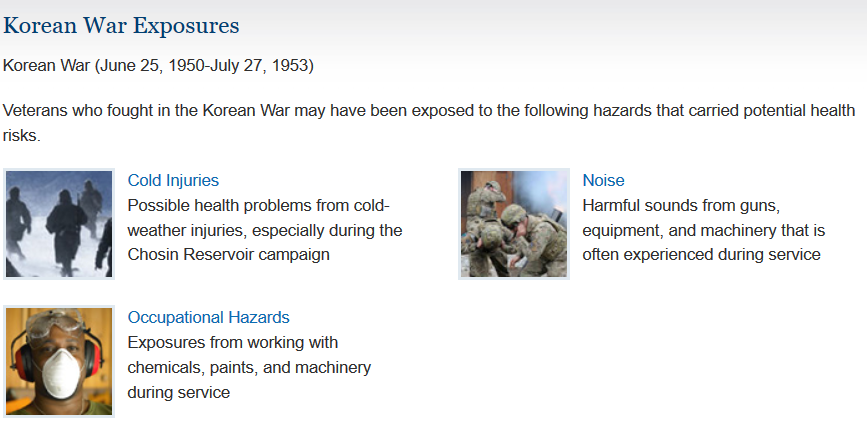 Korean War Exposures
Korean War (June 25, 1950-July 27, 1953)
Veterans who fought in the Korean War may have been exposed to the following hazards that carried potential health
risks.
Cold Injuries
Possible health problems from cold-
weather injuries, especially during the
Chosin Reservoir campaign
Noise
Harmful sounds from guns,
equipment, and machinery that is
often experienced during service
Occupational Hazards
Exposures from working with
chemicals, paints, and machinery
during service